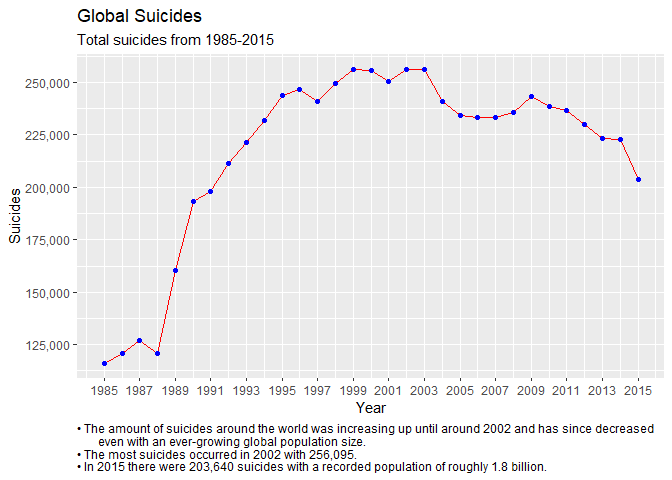 Global Suicides
Total suicides from 1985-2015
250,000
225,000
200,000
175,000
150,000
125,000
Suicides
1985 1987 1989 1991 1993 1995 1997 1999 2001 2003 2005 2007 2009 2011 2013 2015
Year
• The amount of suicides around the world was increasing up until around 2002 and has since decreased
even with an ever-growing global population size.
• The most suicides occurred in 2002 with 256,095.
• In 2015 there were 203,640 suicides with a recorded population of roughly 1.8 billion.